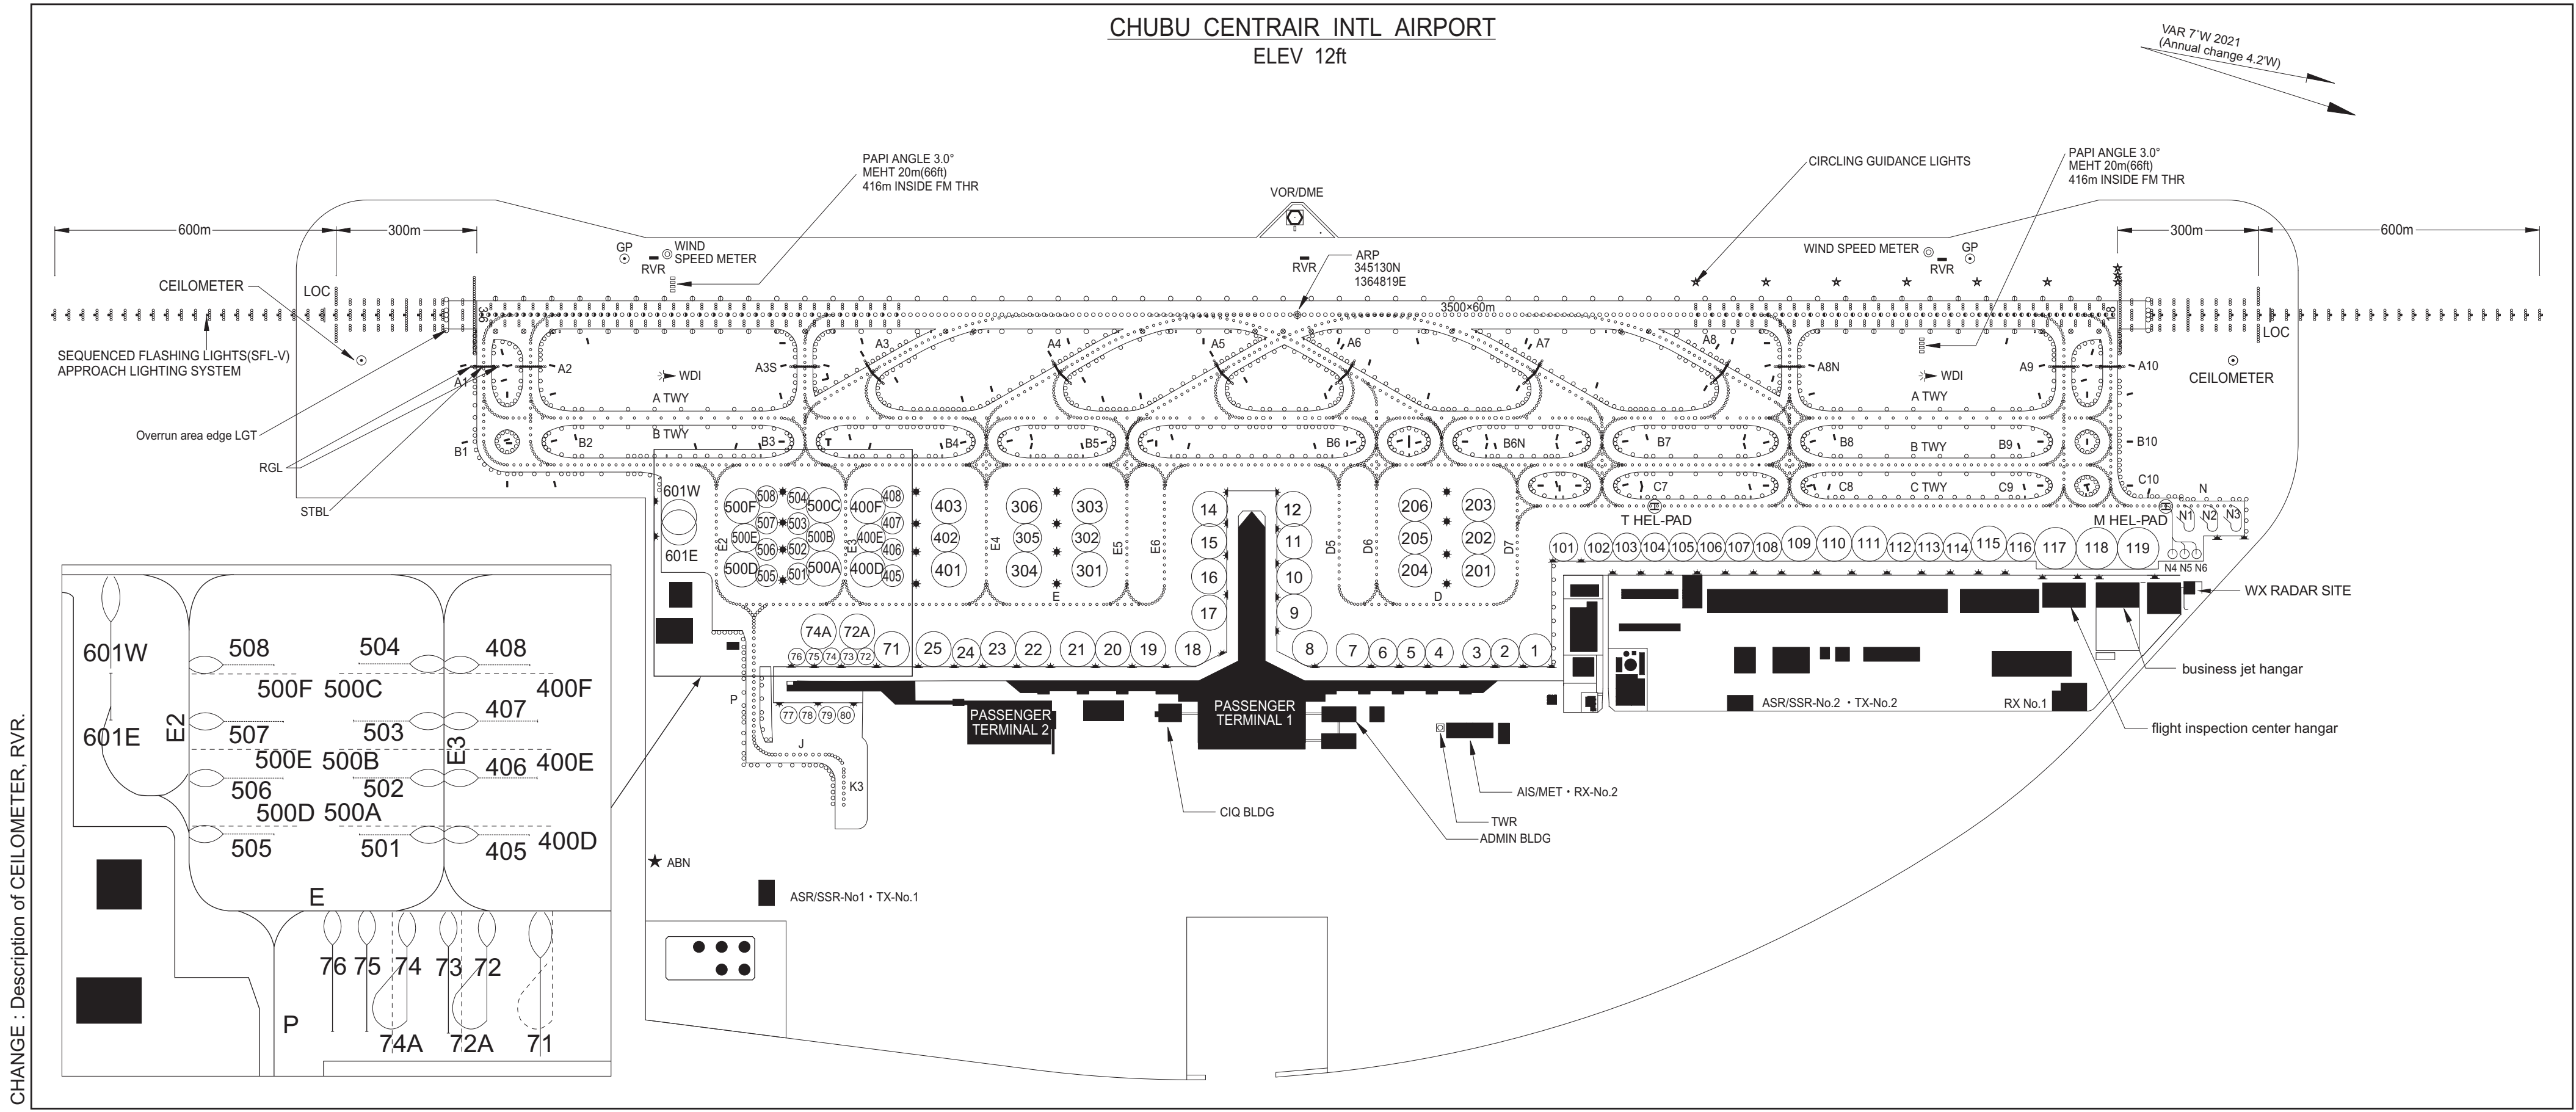 CHUBU CENTRAIR INTL AIRPORT
ELEV 12ft
VAR 7°W 2021
(Annual change 4.2'W)
PAPI ANGLE 3.0°
MEHT 20m(66ft)
416m INSIDE FM THR
CIRCLING GUIDANCE LIGHTS
PAPI ANGLE 3.0°
MEHT 20m(66ft)
416m INSIDE FM THR
VOR/DME
600m
300m
300m
600m
GP
WIND
SPEED METER
RVR
RVR
ARP
345130N
1364819E
WIND SPEED METER
GP
RVR
CEILOMETER
LOC
36
3500×60m
18
LOC
SEQUENCED FLASHING LIGHTS(SFL-V)
APPROACH LIGHTING SYSTEM
A1
A2
WDI
A3S
A3
A4
A5
A6
A7
A8
A8N
WDI
A9
A10
CEILOMETER
A TWY
A TWY
Overrun area edge LGT
RGL
STBL
B1
B2
B TWY
B3
B4
B5
B6
B6N
B7
B8
B TWY
B9
B10
C7
C8
C TWY
C9
C10
N
N1
N2
N3
T HEL-PAD
M HEL-PAD
601W
601E
E2
500F
508
504
500C
400F
408
507
503
407
500E
500B
400E
506
502
406
500D
505
501
500A
400D
405
E3
403
402
401
E4
306
305
304
303
302
301
E5
E6
E
14
15
16
17
12
11
10
9
D5
D6
206
205
204
203
202
201
D7
D
101
102
103
104
105
106
107
108
109
110
111
112
113
114
115
116
117
118
119
N4
N5
N6
WX RADAR SITE
74A
72A
76
75
74
73
72
71
25
24
23
22
21
20
19
18
8
7
6
5
4
3
2
1
business jet hangar
flight inspection center hangar
P
77
78
79
80
J
K3
PASSENGER
TERMINAL 2
PASSENGER
TERMINAL 1
ASR/SSR-No.2・TX-No.2
RX No.1
AIS/MET・RX-No.2
TWR
ADMIN BLDG
CIQ BLDG
ABN
ASR/SSR-No1・TX-No.1
601W
601E
E2
508
504
408
500F
500C
400F
507
503
407
E3
500E
500B
400E
506
502
406
500D
500A
400D
505
501
405
E
P
76
75
74
73
72
74A
72A
71
CHANGE : Description of CEILOMETER, RVR.